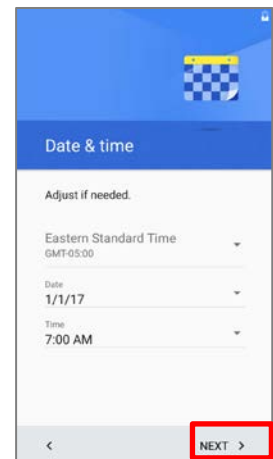 Date & time
Adjust if needed.
Eastern Standard Time
GMT-05:00
Date
1/1/17
Time
7:00 AM
< NEXT >